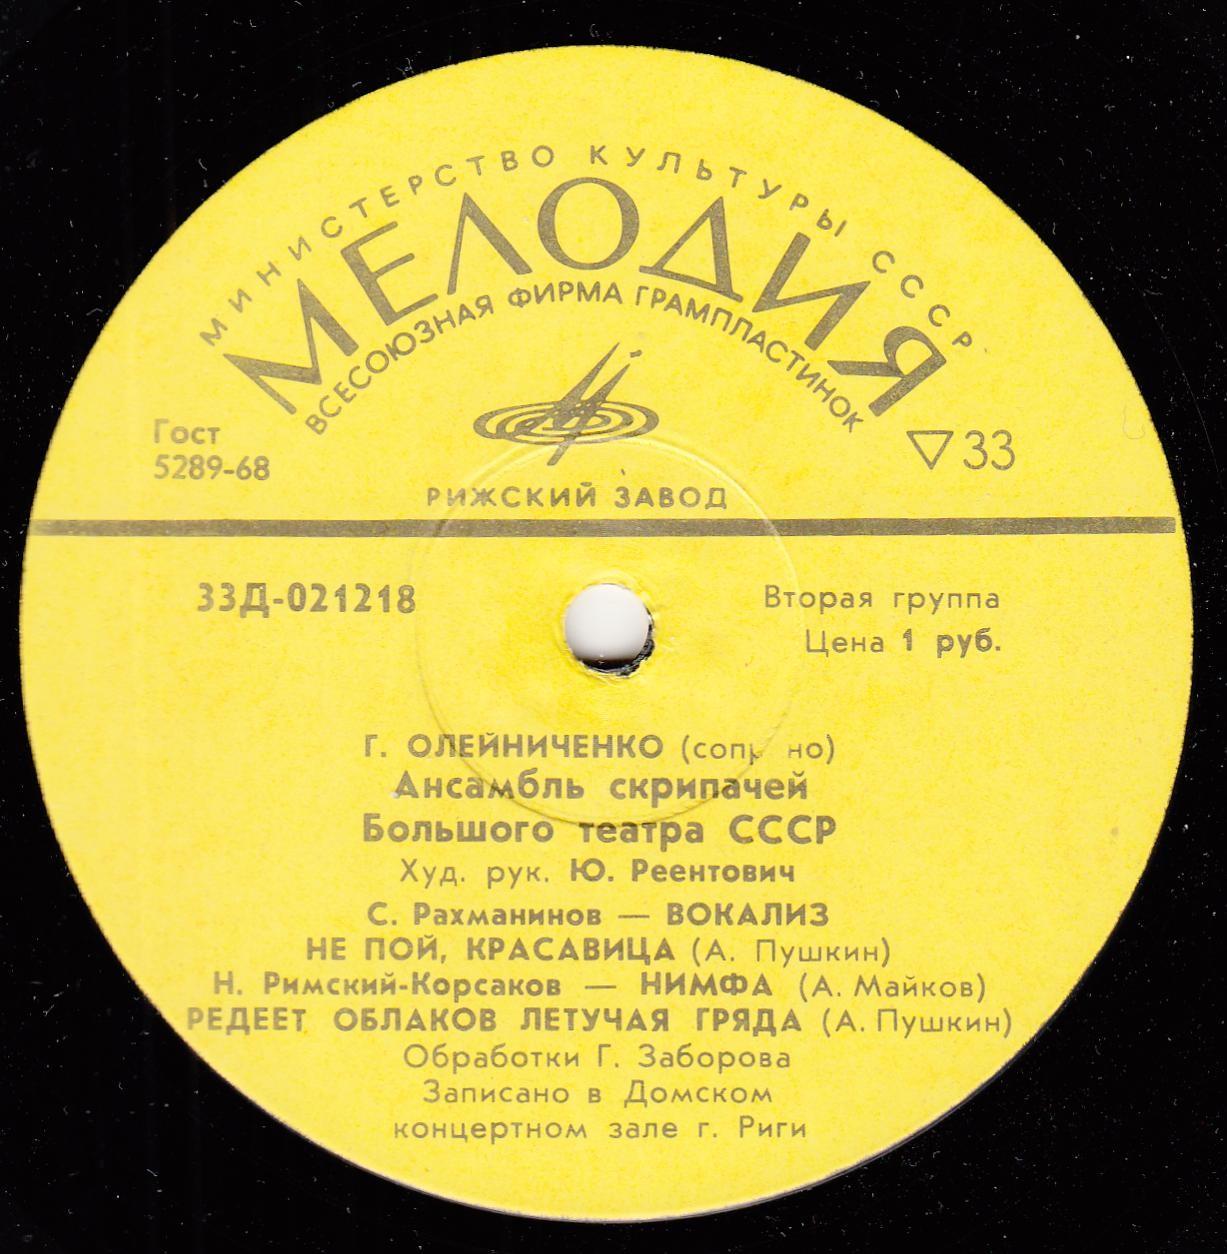 МИНИСТЕРСТВО КУЛЬТУРЫ СССР
МЕЛОДИЯ
ВСЕСОЮЗНАЯ ФИРМА ГРАМПЛАСТИНОК
Гост
5289-68
▽33
РИЖСКИЙ ЗАВОД
33Д-021218
Вторая группа
Цена 1 руб.
Г. ОЛЕЙНИЧЕНКО (сопрано)
Ансамбль скрипачей
Большого театра СССР
Худ. рук. Ю. Реентович
С. Рахманинов — ВОКАЛИЗ
НЕ ПОЙ, КРАСАВИЦА (А. Пушкин)
Н. Римский-Корсаков — НИМФА (А. Майков)
РЕДЕЕТ ОБЛАКОВ ЛЕТУЧАЯ ГРЯДА (А. Пушкин)
Обработки Г. Заборова
Записано в Домском
концертном зале г. Риги